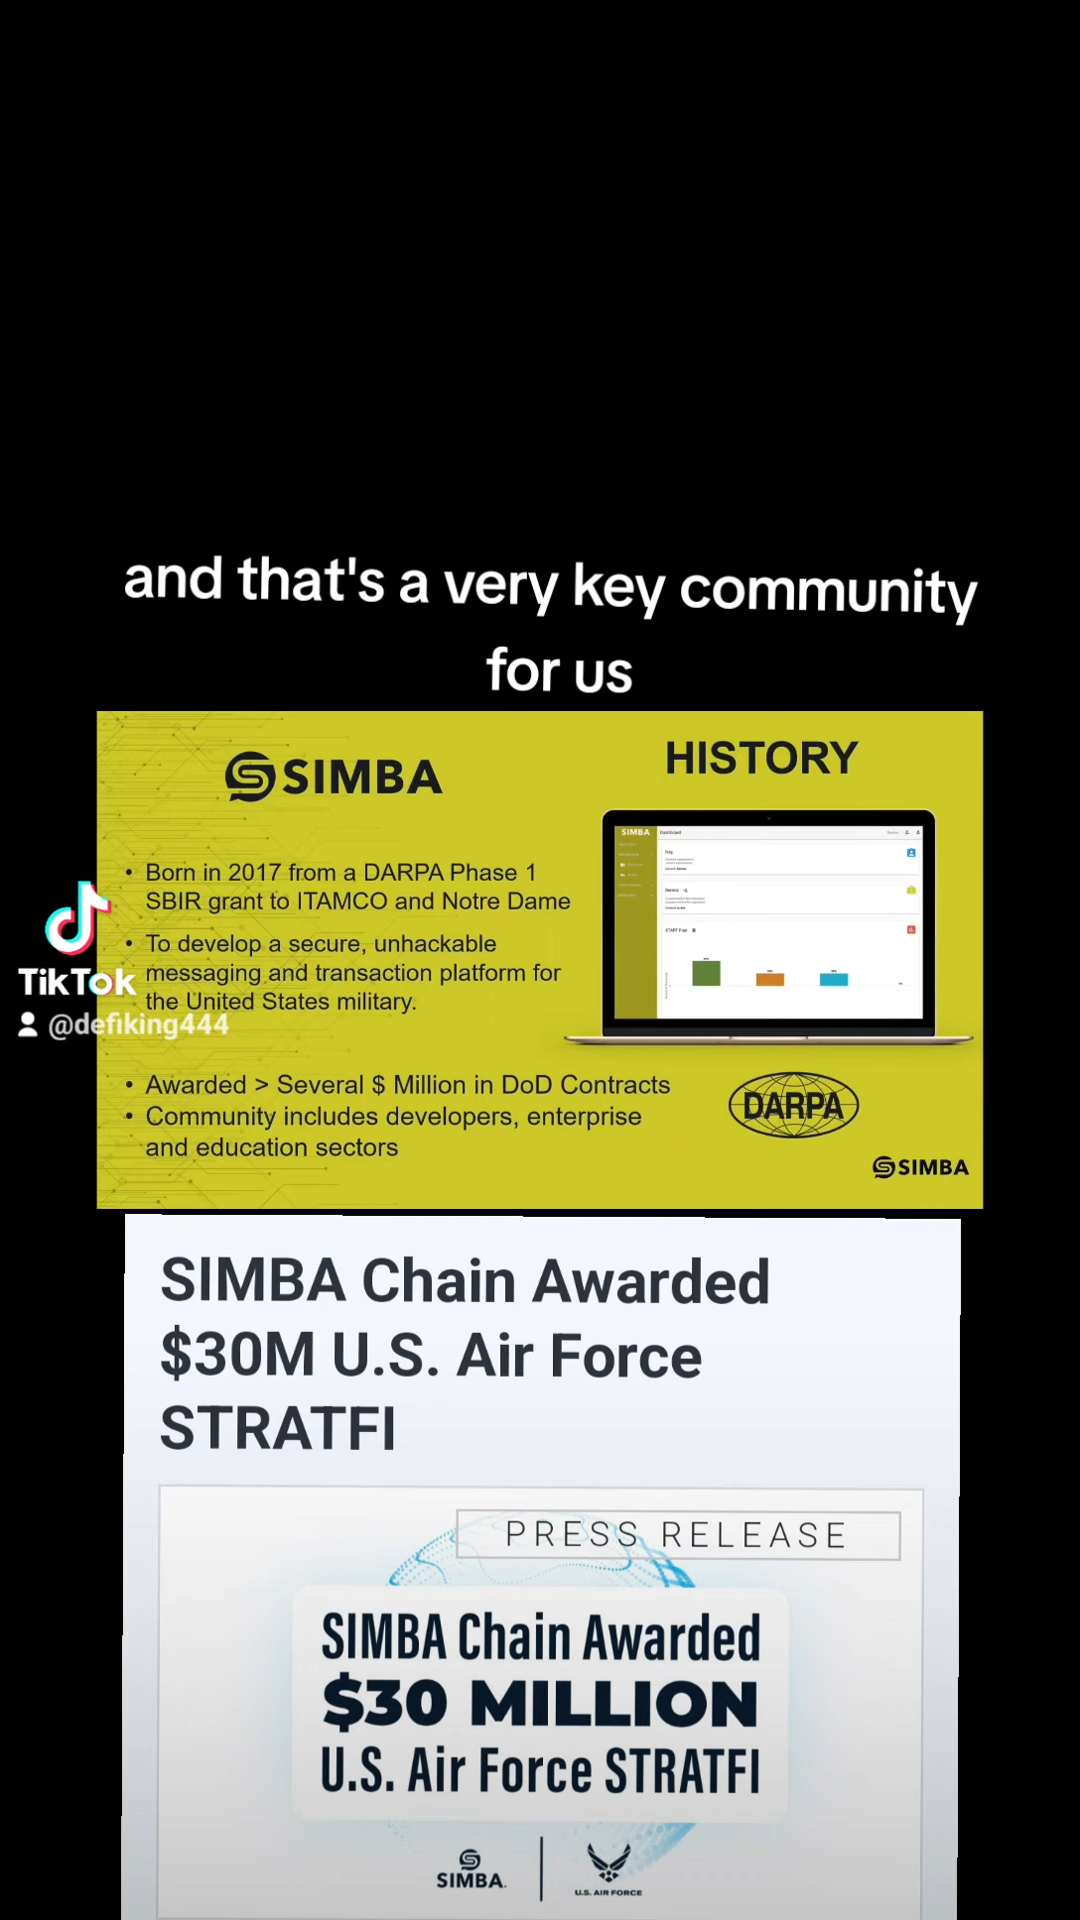 and that's a very key community
for us
SIMBA
HISTORY
• Born in 2017 from a DARPA Phase 1
SBIR grant to ITAMCO and Notre Dame
• To develop a secure, unhackable
messaging and transaction platform for
the United States military.
TikTok
@defiking444
• Awarded > Several $ Million in DoD Contracts
• Community includes developers, enterprise
and education sectors
SIMBA
Dashboard
DARPA
SIMBA
SIMBA Chain Awarded
$30M U.S. Air Force
STRATFI
PRESS RELEASE
SIMBA Chain Awarded
$30 MILLION
U.S. Air Force STRATFI
SIMBA.
U.S. AIR FORCE